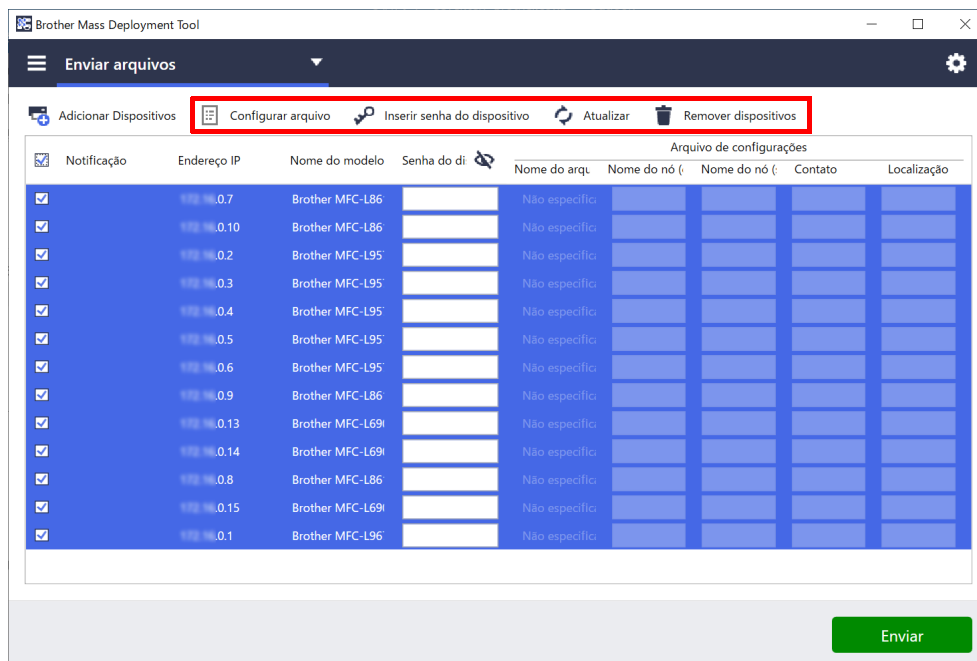 Brother Mass Deployment Tool
Enviar arquivos
Adicionar Dispositivos Configurar arquivo Inserir senha do dispositivo Atualizar Remover dispositivos
Arquivo de configurações
Notificação Endereço IP Nome do modelo Senha do di
Nome do arqu Nome do nó ( Nome do nó (: Contato Localização
.0.7 Brother MFC-L86 Não especifica
.0.10 Brother MFC-L86 Não especifica
.0.2 Brother MFC-L95 Não especifica
.0.3 Brother MFC-L95 Não especifica
.0.4 Brother MFC-L95 Não especifica
.0.5 Brother MFC-L95 Não especifica
.0.6 Brother MFC-L95 Não especifica
.0.9 Brother MFC-L86 Não especifica
.0.13 Brother MFC-L69 Não especifica
.0.14 Brother MFC-L69 Não especifica
.0.8 Brother MFC-L86 Não especifica
.0.15 Brother MFC-L69 Não especifica
.0.1 Brother MFC-L96 Não especifica
Enviar